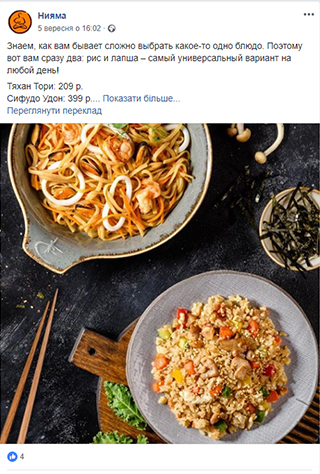 Нияма
5 вересня о 16:02 ·
Знаем, как вам бывает сложно выбрать какое-то одно блюдо. Поэтому
вот вам сразу два: рис и лапша – самый универсальный вариант на
любой день!
Тяхан Тори: 209 р.
Сифудо Удон: 399 р.... Показати більше...
Переглянути переклад
4